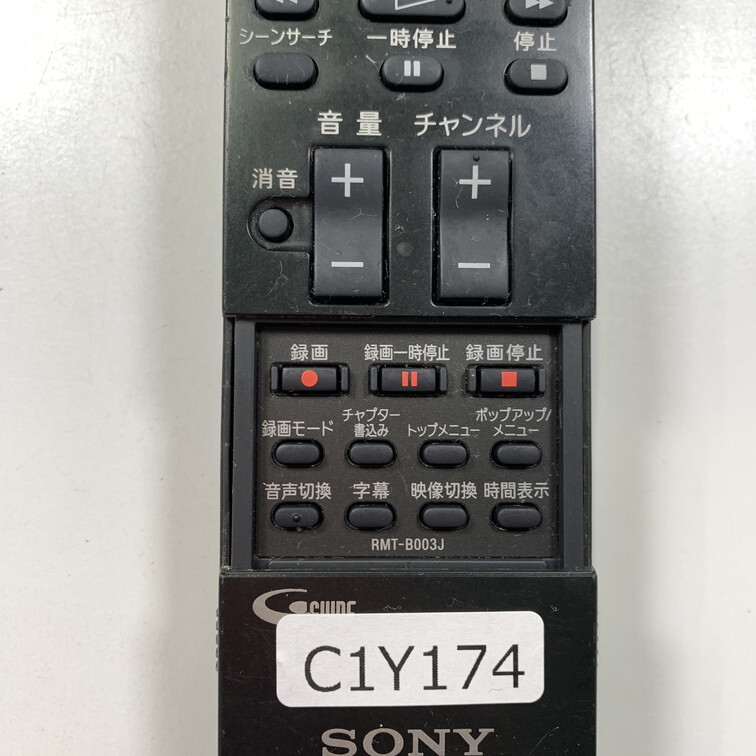 シーンサーチ 一時停止 停止
音量 チャンネル
消音
+ +
− −
録画 録画一時停止 録画停止
録画モード チャプター書込み トップメニュー ポップアップ/メニュー
音声切換 字幕 映像切換 時間表示
RMT-B003J
GUIDE
C1Y174
SONY